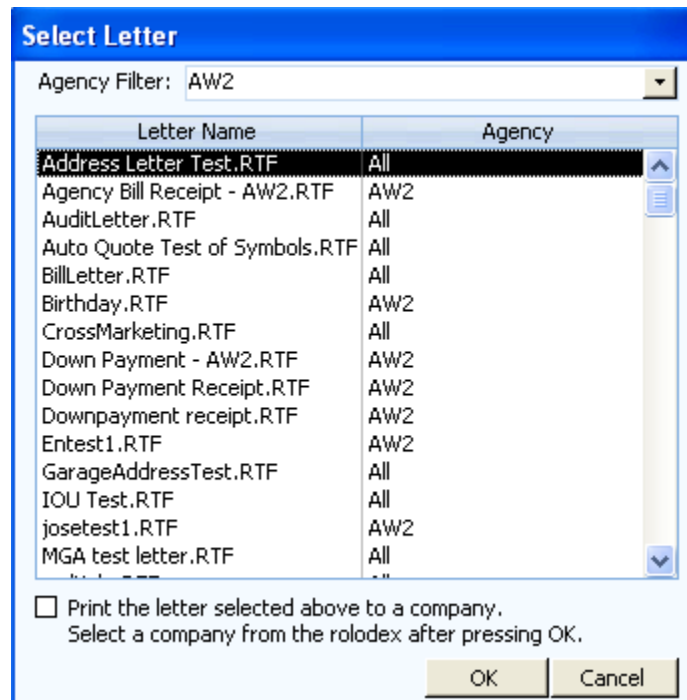 Select Letter
Agency Filter: AW2
Letter Name Agency
Address Letter Test.RTF All
Agency Bill Receipt - AW2.RTF AW2
AuditLetter.RTF All
Auto Quote Test of Symbols.RTF All
BillLetter.RTF All
Birthday.RTF AW2
CrossMarketing.RTF All
Down Payment - AW2.RTF AW2
Down Payment Receipt.RTF AW2
Downpayment receipt.RTF AW2
Entest1.RTF AW2
GarageAddressTest.RTF All
IOU Test.RTF All
josetest1.RTF AW2
MGA test letter.RTF All
Print the letter selected above to a company.
Select a company from the rolodex after pressing OK.
OK Cancel